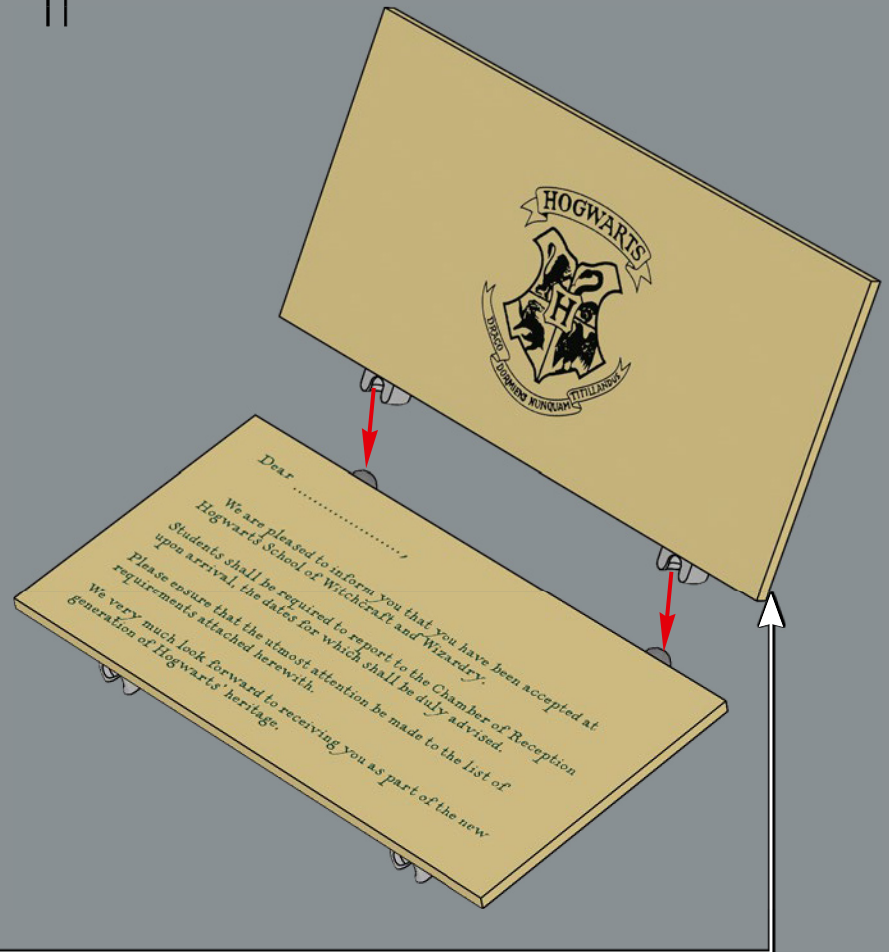 HOGWARTS
H
DRACO
DORMIENS NUNQUAM
TITILLANDUS
Dear ......................,
We are pleased to inform you that you have been accepted at
Hogwarts School of Witchcraft and Wizardry.
Students shall be required to report to the Chamber of Reception
upon arrival, the dates for which shall be duly advised.
Please ensure that the utmost attention be made to the list of
requirements attached herewith.
We very much look forward to receiving you as part of the new
generation of Hogwarts' heritage.